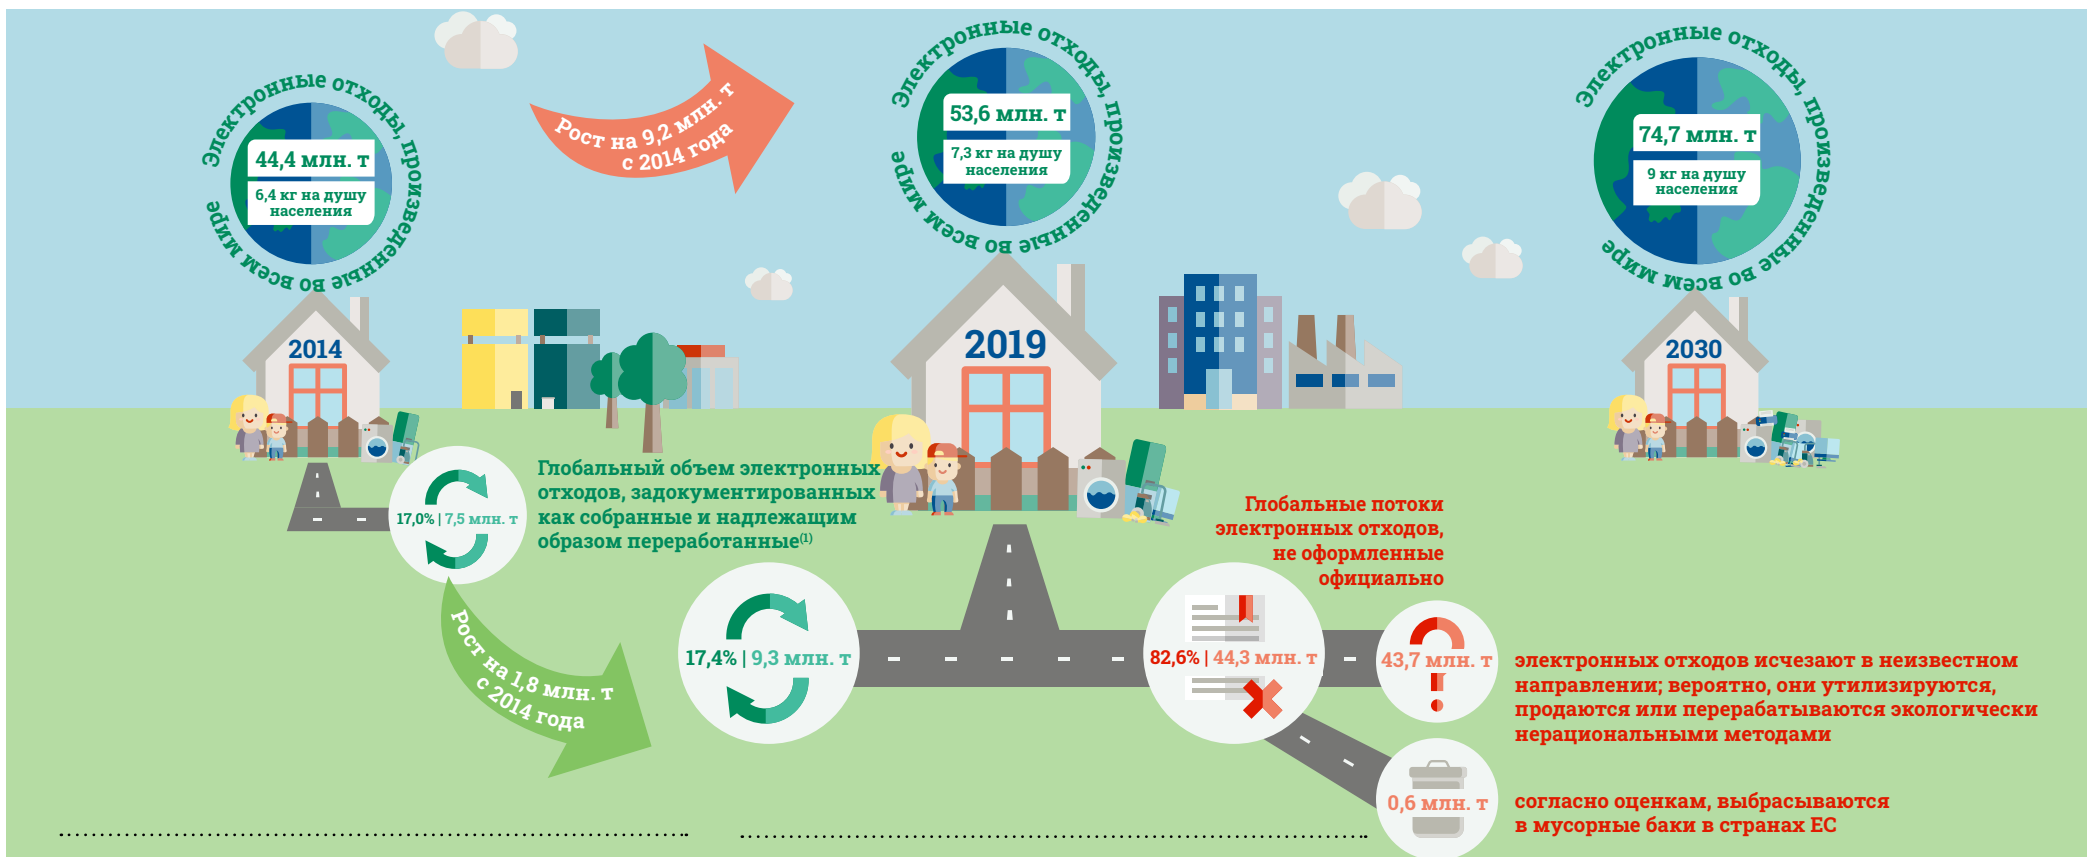 Электронные отходы, произведенные во всем мире
44,4 млн. т
6,4 кг на душу
населения
2014
Рост на 9,2 млн. т
с 2014 года
Электронные отходы, произведенные во всем мире
53,6 млн. т
7,3 кг на душу
населения
2019
Электронные отходы, произведенные во всем мире
74,7 млн. т
9 кг на душу
населения
2030
17,0% | 7,5 млн. т
Глобальный объем электронных
отходов, задокументированных
как собранные и надлежащим
образом переработанные(1)
Рост на 1,8 млн. т
с 2014 года
17,4% | 9,3 млн. т
Глобальные потоки
электронных отходов,
не оформленные
официально
82,6% | 44,3 млн. т
43,7 млн. т
электронных отходов исчезают в неизвестном
направлении; вероятно, они утилизируются,
продаются или перерабатываются экологически
нерациональными методами
0,6 млн. т
согласно оценкам, выбрасываются
в мусорные баки в странах ЕС